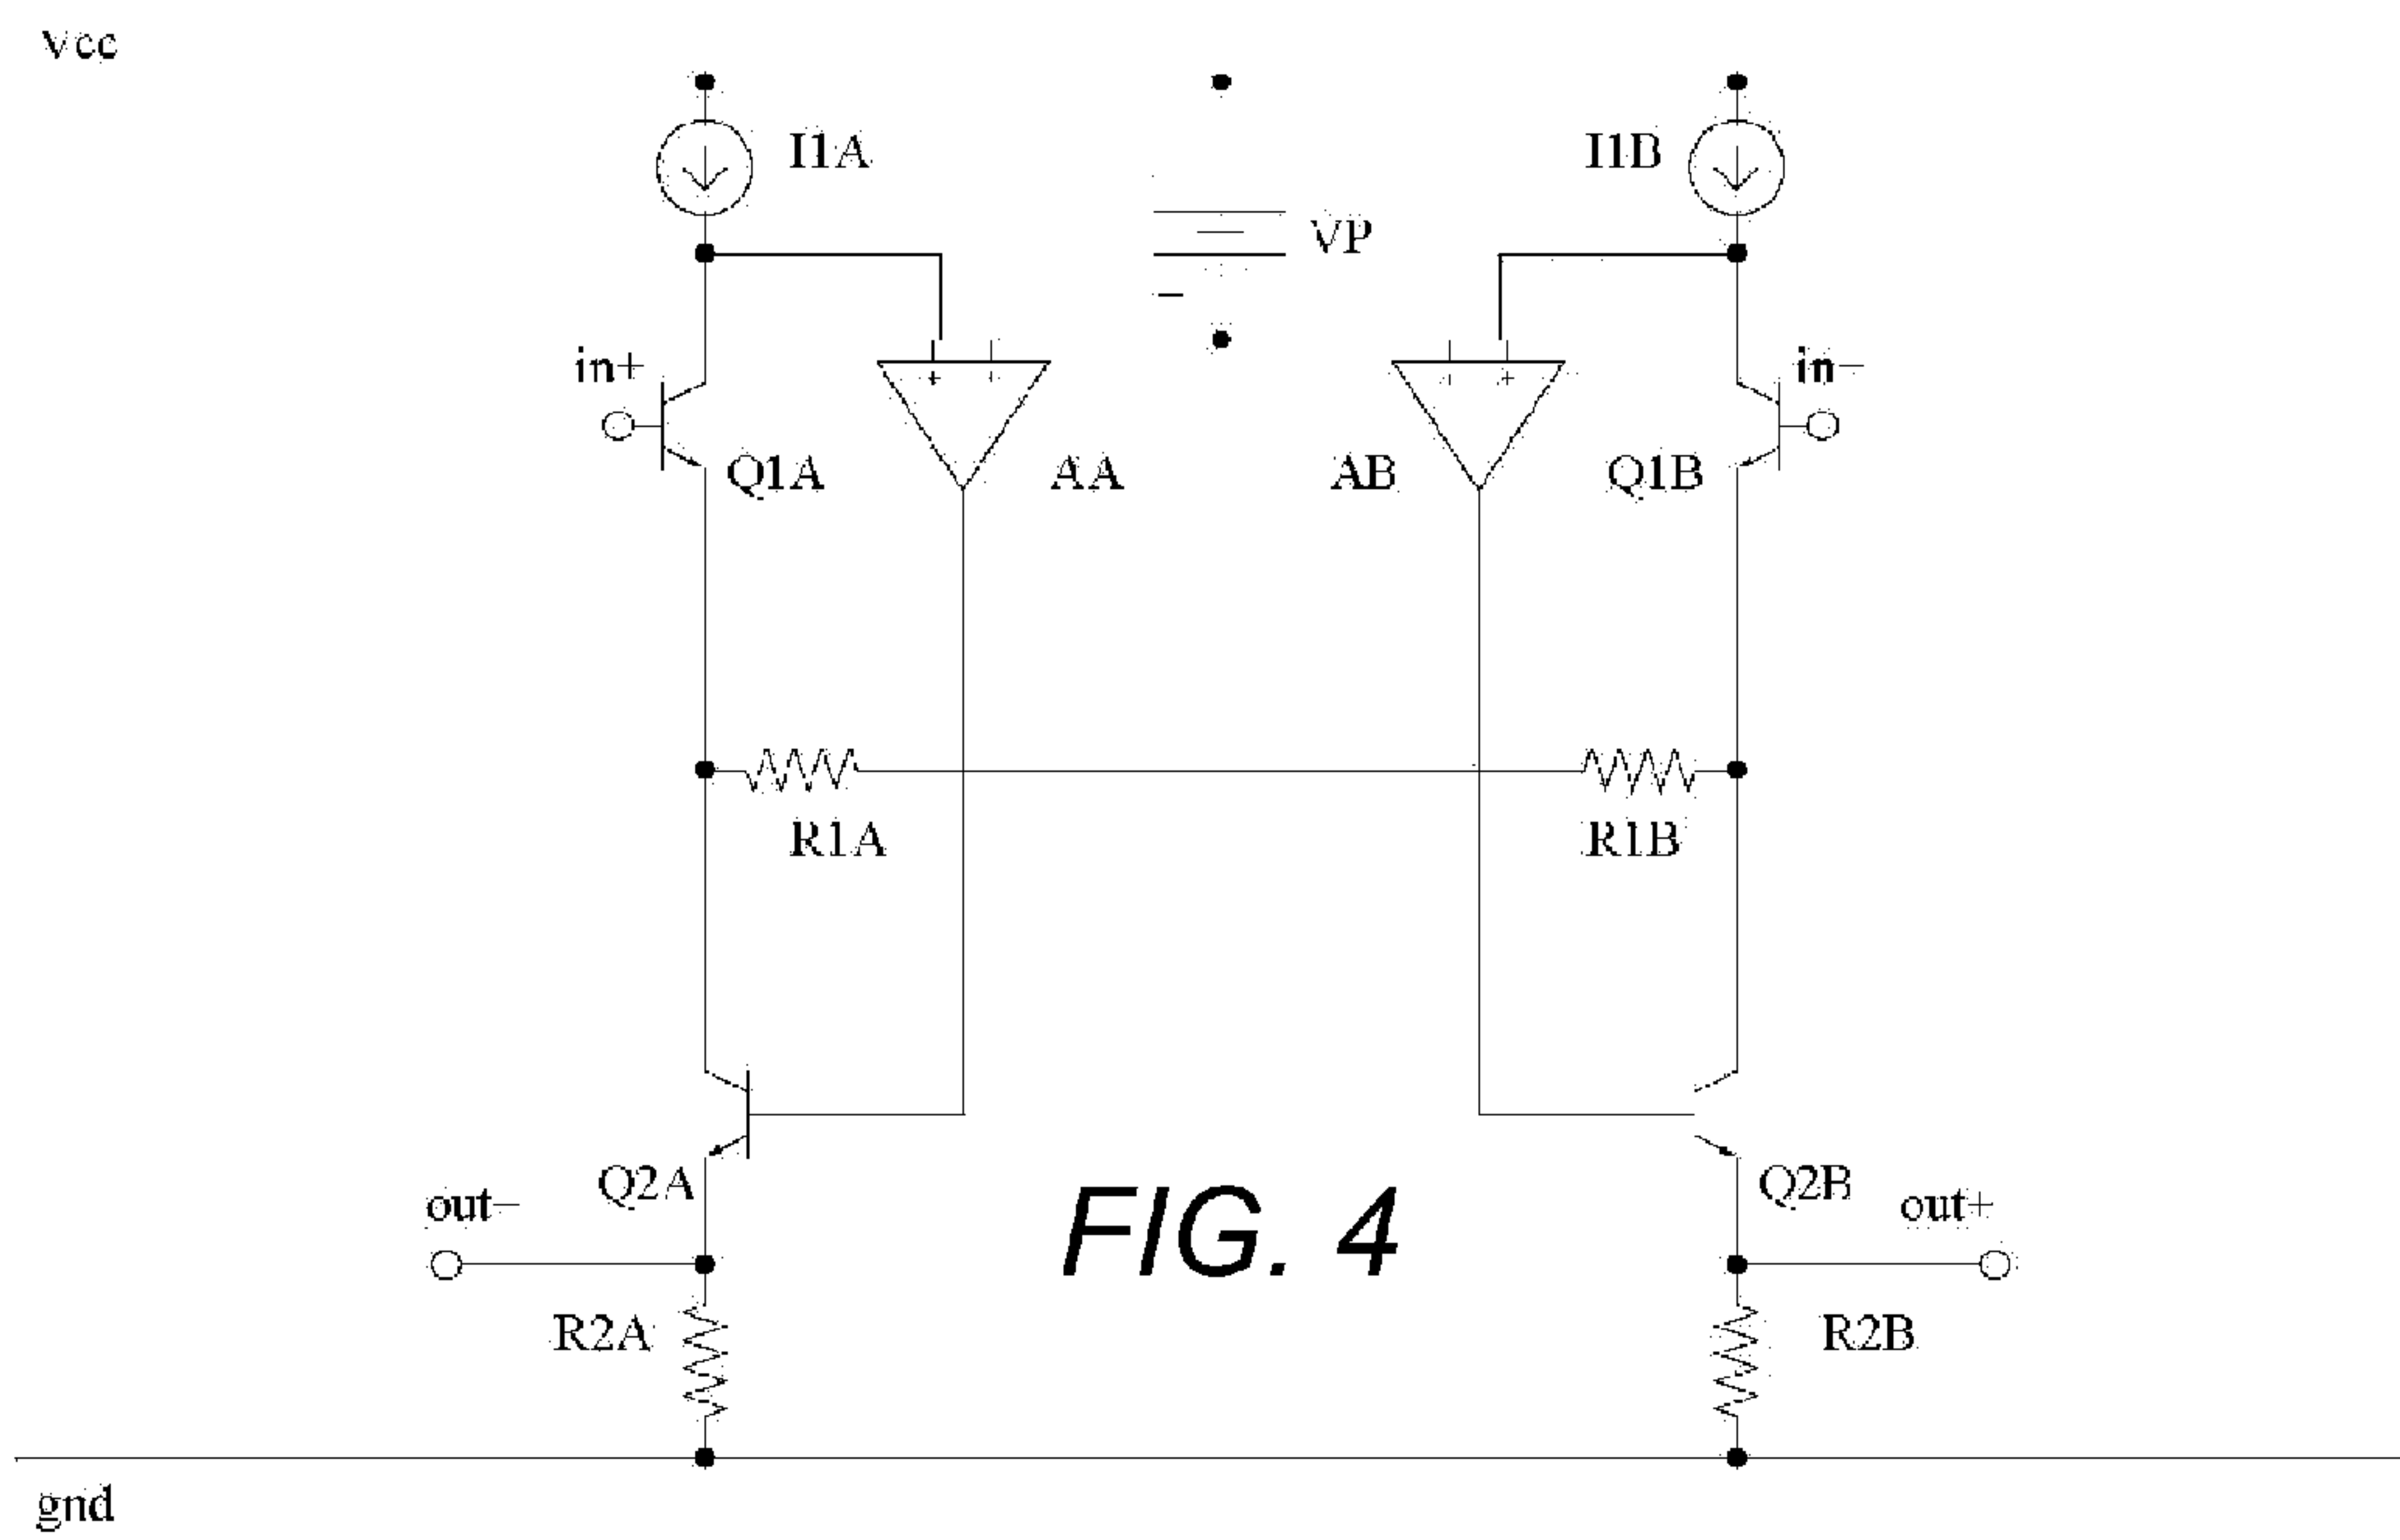 vcc
I1A
I1B
VP
in+
in−
Q1A
AA
AB
Q1B
R1A
R1B
Q2A
Q2B
out−
out+
FIG. 4
R2A
R2B
gnd